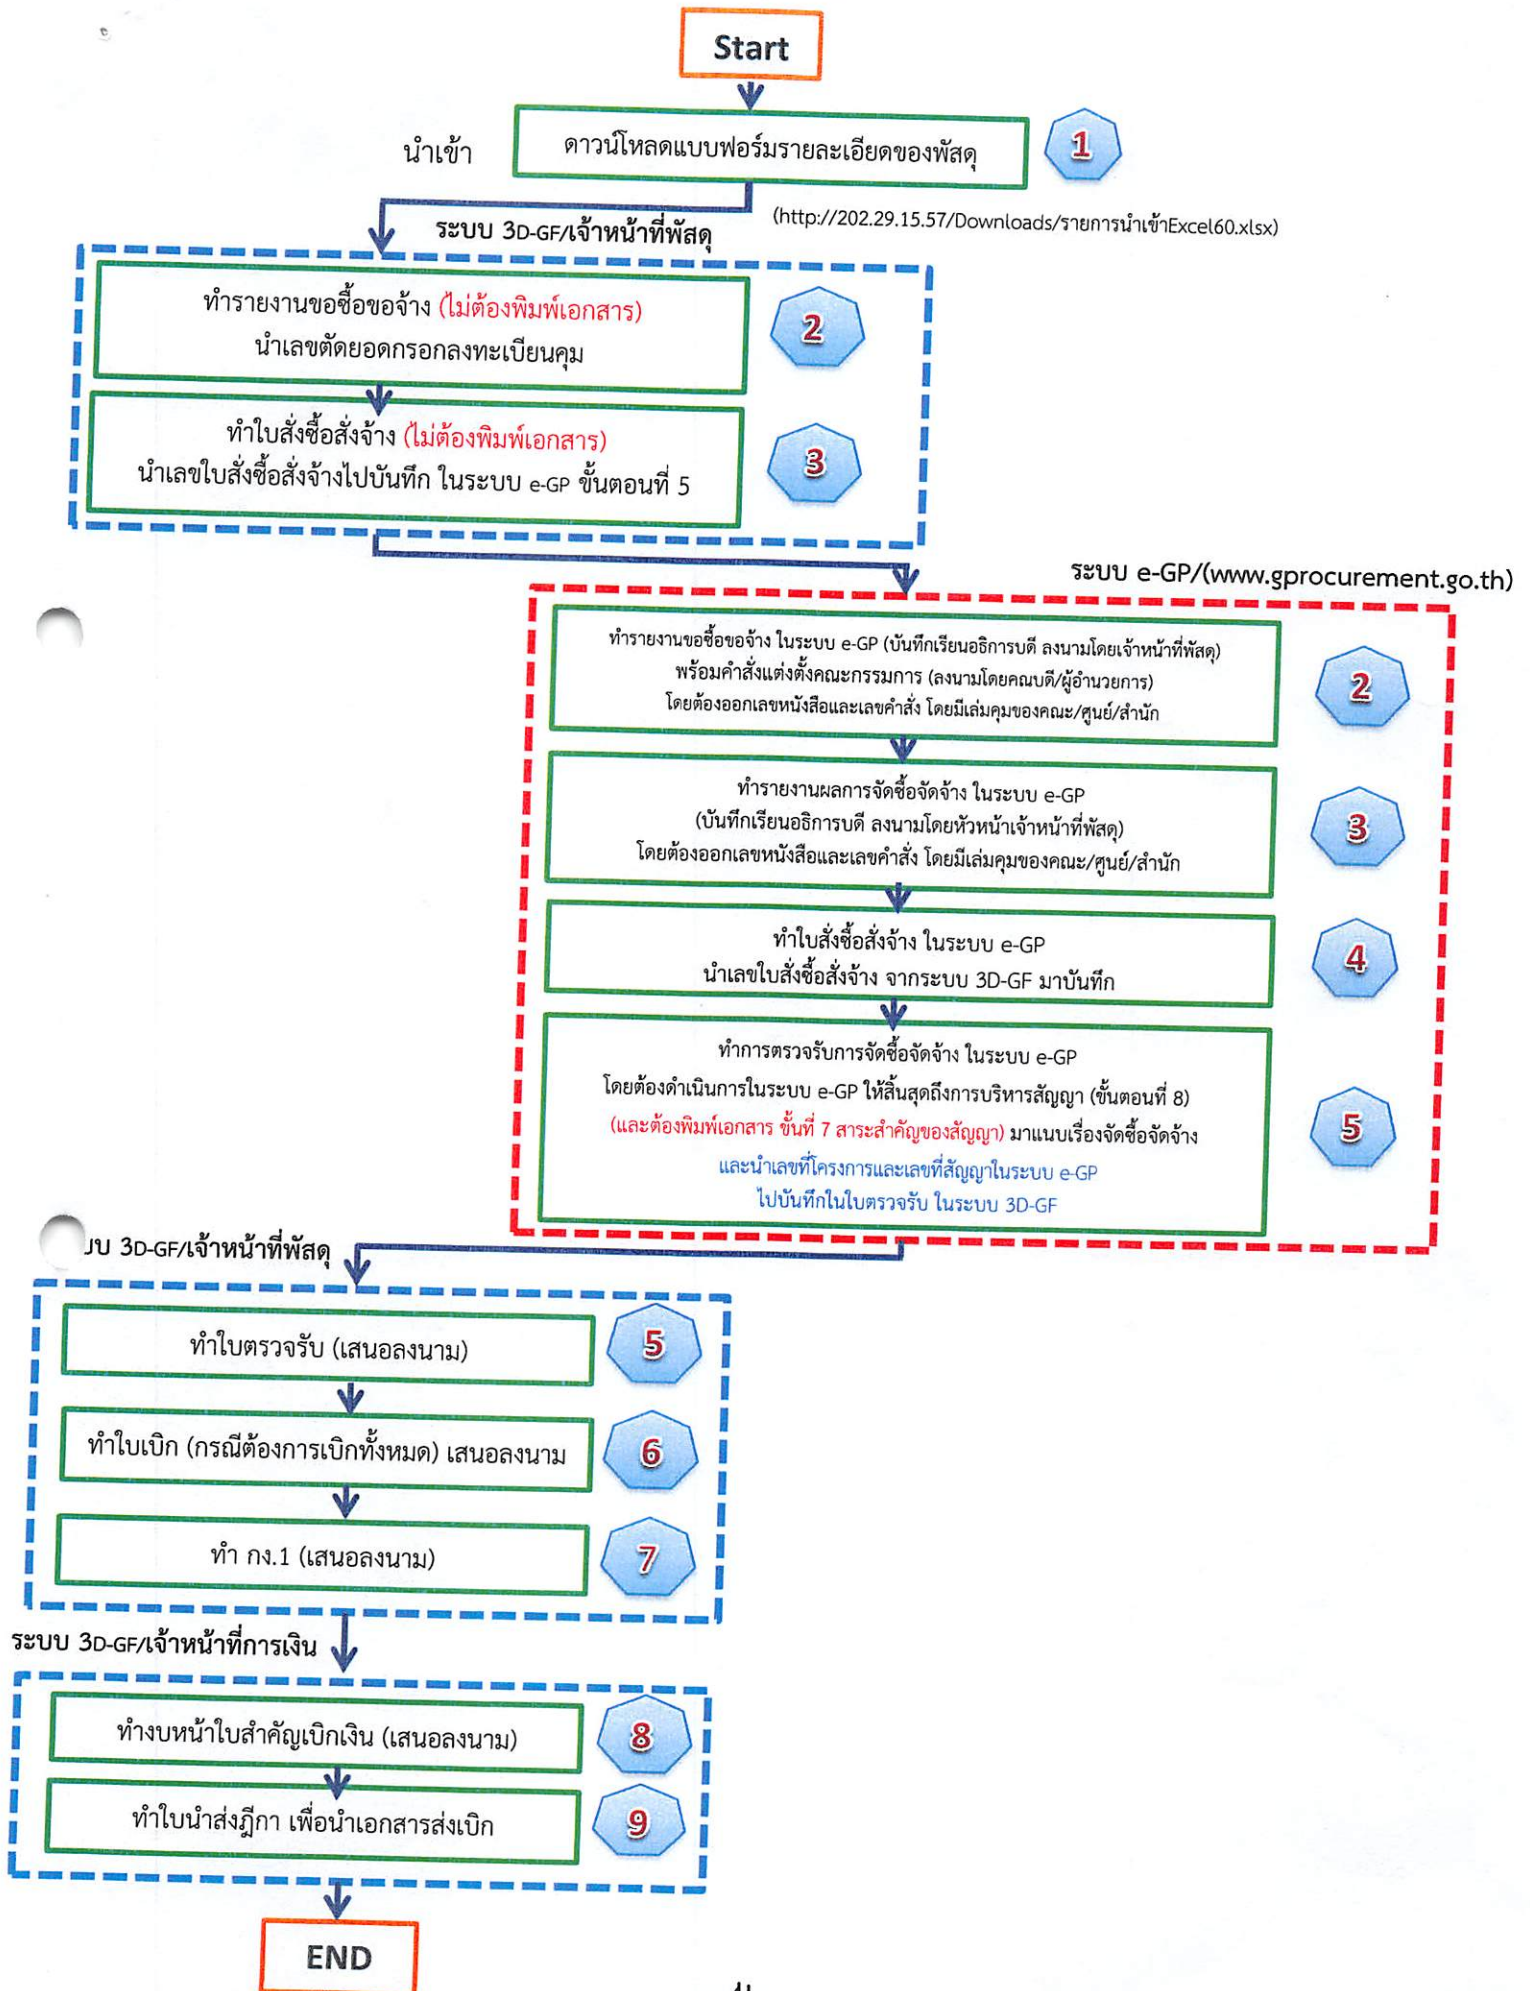 Start
นำเข้า
ดาวน์โหลดแบบฟอร์มรายละเอียดของพัสดุ
1
(http://202.29.15.57/Downloads/รายการนำเข้าExcel60.xlsx)
ระบบ 3D-GF/เจ้าหน้าที่พัสดุ
ทำรายงานขอซื้อขอจ้าง (ไม่ต้องพิมพ์เอกสาร)
นำเลขตัดยอดกรอกลงทะเบียนคุม
2
ทำใบสั่งซื้อสั่งจ้าง (ไม่ต้องพิมพ์เอกสาร)
นำเลขใบสั่งซื้อสั่งจ้างไปบันทึก ในระบบ e-GP ขั้นตอนที่ 5
3
ระบบ e-GP/(www.gprocurement.go.th)
ทำรายงานขอซื้อขอจ้าง ในระบบ e-GP (บันทึกเรียนอธิการบดี ลงนามโดยเจ้าหน้าที่พัสดุ)
พร้อมคำสั่งแต่งตั้งคณะกรรมการ (ลงนามโดยคณบดี/ผู้อำนวยการ)
โดยต้องออกเลขหนังสือและเลขคำสั่ง โดยมีเล่มคุมของคณะ/ศูนย์/สำนัก
2
ทำรายงานผลการจัดซื้อจัดจ้าง ในระบบ e-GP
(บันทึกเรียนอธิการบดี ลงนามโดยหัวหน้าเจ้าหน้าที่พัสดุ)
โดยต้องออกเลขหนังสือและเลขคำสั่ง โดยมีเล่มคุมของคณะ/ศูนย์/สำนัก
3
ทำใบสั่งซื้อสั่งจ้าง ในระบบ e-GP
นำเลขใบสั่งซื้อสั่งจ้าง จากระบบ 3D-GF มาบันทึก
4
ทำการตรวจรับการจัดซื้อจัดจ้าง ในระบบ e-GP
โดยต้องดำเนินการในระบบ e-GP ให้สิ้นสุดถึงการบริหารสัญญา (ขั้นตอนที่ 8)
(และต้องพิมพ์เอกสาร ขั้นที่ 7 สาระสำคัญของสัญญา) มาแนบเรื่องจัดซื้อจัดจ้าง
และนำเลขที่โครงการและเลขที่สัญญาในระบบ e-GP
ไปบันทึกในใบตรวจรับ ในระบบ 3D-GF
5
3D-GF/เจ้าหน้าที่พัสดุ
ทำใบตรวจรับ (เสนอลงนาม)
5
ทำใบเบิก (กรณีต้องการเบิกทั้งหมด) เสนอลงนาม
6
ทำ กง.1 (เสนอลงนาม)
7
ระบบ 3D-GF/เจ้าหน้าที่การเงิน
ทำงบหน้าใบสำคัญเบิกเงิน (เสนอลงนาม)
8
ทำใบนำส่งฎีกา เพื่อนำเอกสารส่งเบิก
9
END